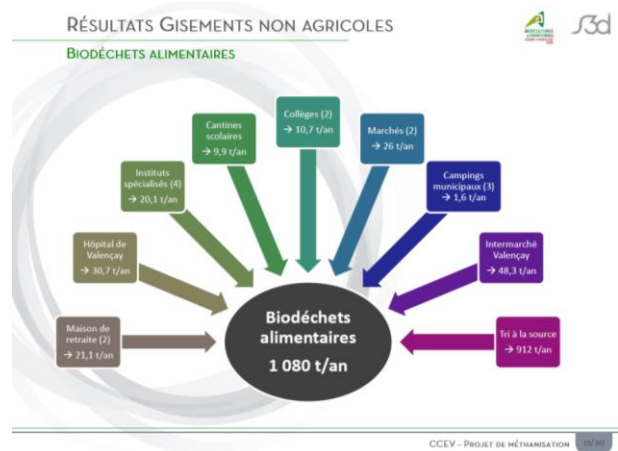 RÉSULTATS GISEMENTS NON AGRICOLES
BIODÉCHETS ALIMENTAIRES
s3d
Collèges (2)
→ 10,7 t/an
Cantines
scolaires
→ 9,9 t/an
Marchés (2)
→ 26 t/an
Instituts
spécialisés (4)
→ 20,1 t/an
Campings
municipaux (3)
→ 1,6 t/an
Hôpital de
Valençay
→ 30,7 t/an
Intermarché
Valençay
→ 48,3 t/an
Maison de
retraite (2)
→ 21,1 t/an
Tri à la source
→ 912 t/an
Biodéchets
alimentaires
1 080 t/an
CCEV – PROJET DE MÉTHANISATION